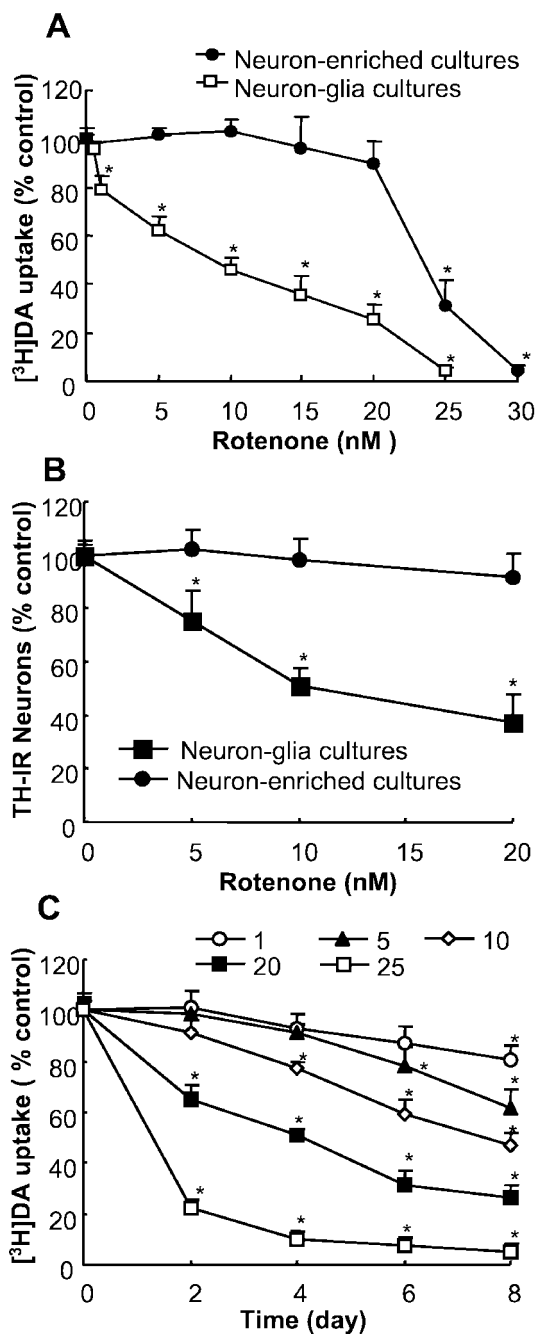 A
Neuron-enriched cultures
Neuron-glia cultures
[³H]DA uptake (% control)
120
100
80
60
40
20
0
* * * * * * * *
0 5 10 15 20 25 30
Rotenone (nM )
B
TH-IR Neurons (% control)
120
100
80
60
40
20
0
* * *
Neuron-glia cultures
Neuron-enriched cultures
0 5 10 15 20
Rotenone (nM)
C
1 5 10
20 25
[³H]DA uptake ( % control)
120
100
80
60
40
20
0
* * * * * * * * * * * * * *
0 2 4 6 8
Time (day)